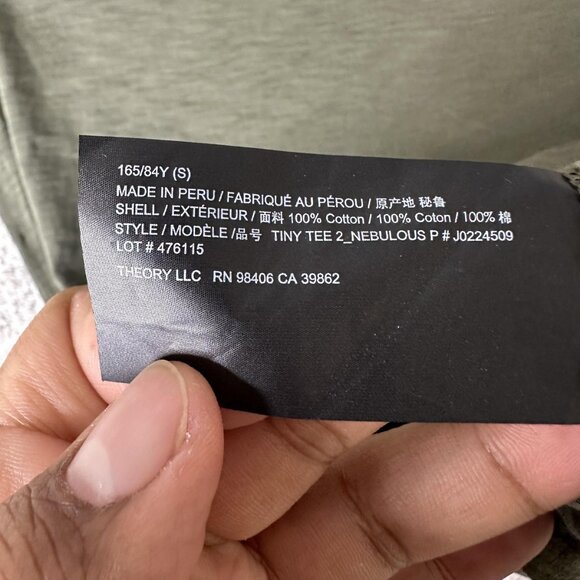 165/84Y (S)
MADE IN PERU / FABRIQUÉ AU PÉROU / 原产地 秘鲁
SHELL / EXTÉRIEUR / 面料 100% Cotton / 100% Coton / 100% 棉
STYLE / MODÈLE /品号 TINY TEE 2_NEBULOUS P # J0224509
LOT # 476115
THEORY LLC RN 98406 CA 39862